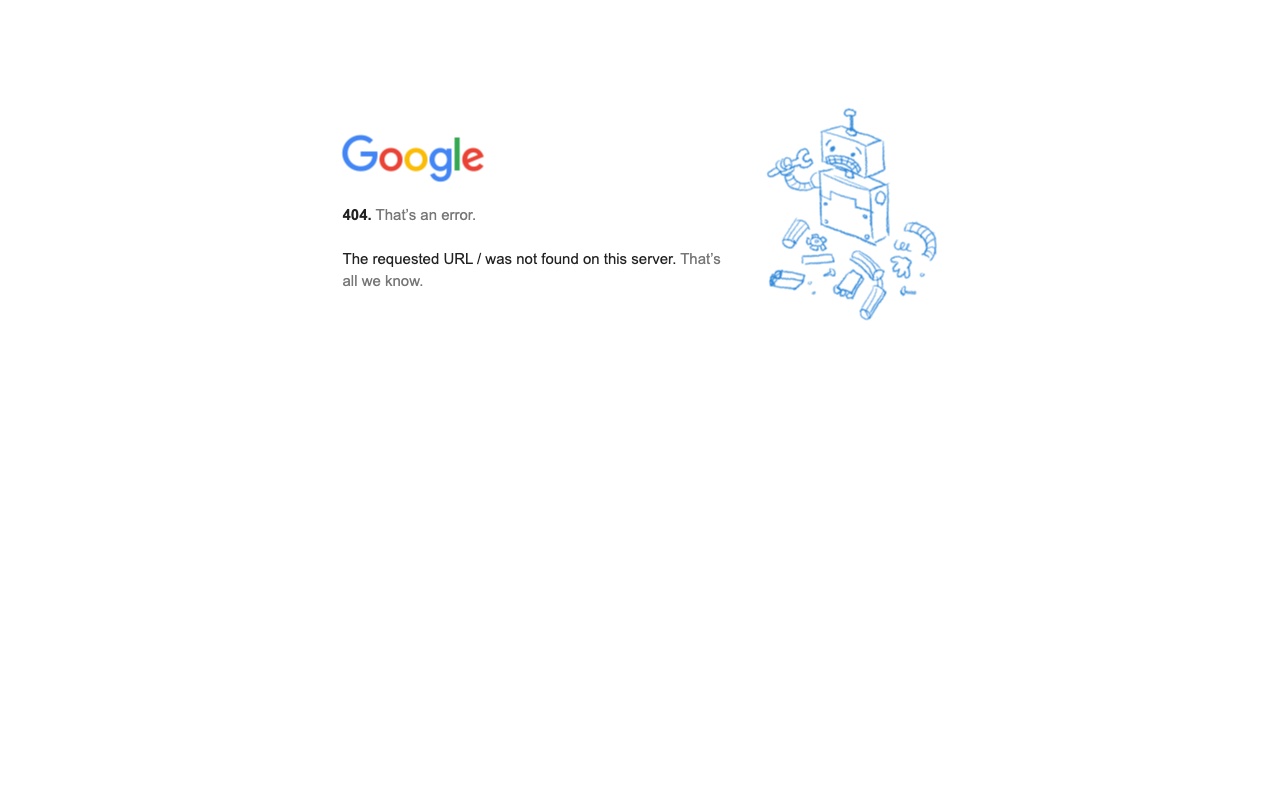 Google
404. That’s an error.
The requested URL / was not found on this server. That’s
all we know.